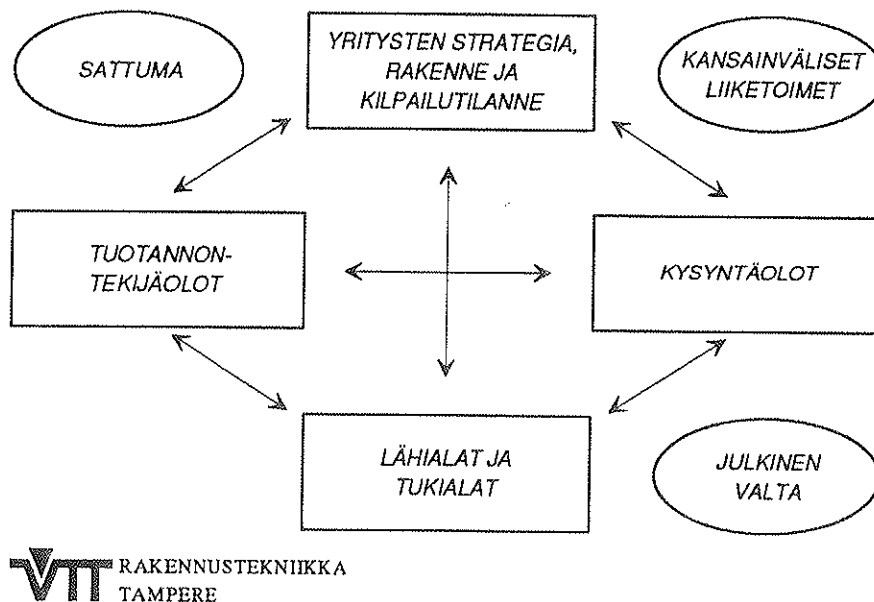 SATTUMA
YRITYSTEN STRATEGIA,
RAKENNE JA
KILPAILUTILANNE
KANSAINVÄLISET
LIIKETOIMET
TUOTANNON-
TEKIJÄOLOT
KYSYNTÄOLOT
LÄHIALAT JA
TUKIALAT
JULKINEN
VALTA
VTT RAKENNUSTEKNIIKKA
TAMPERE